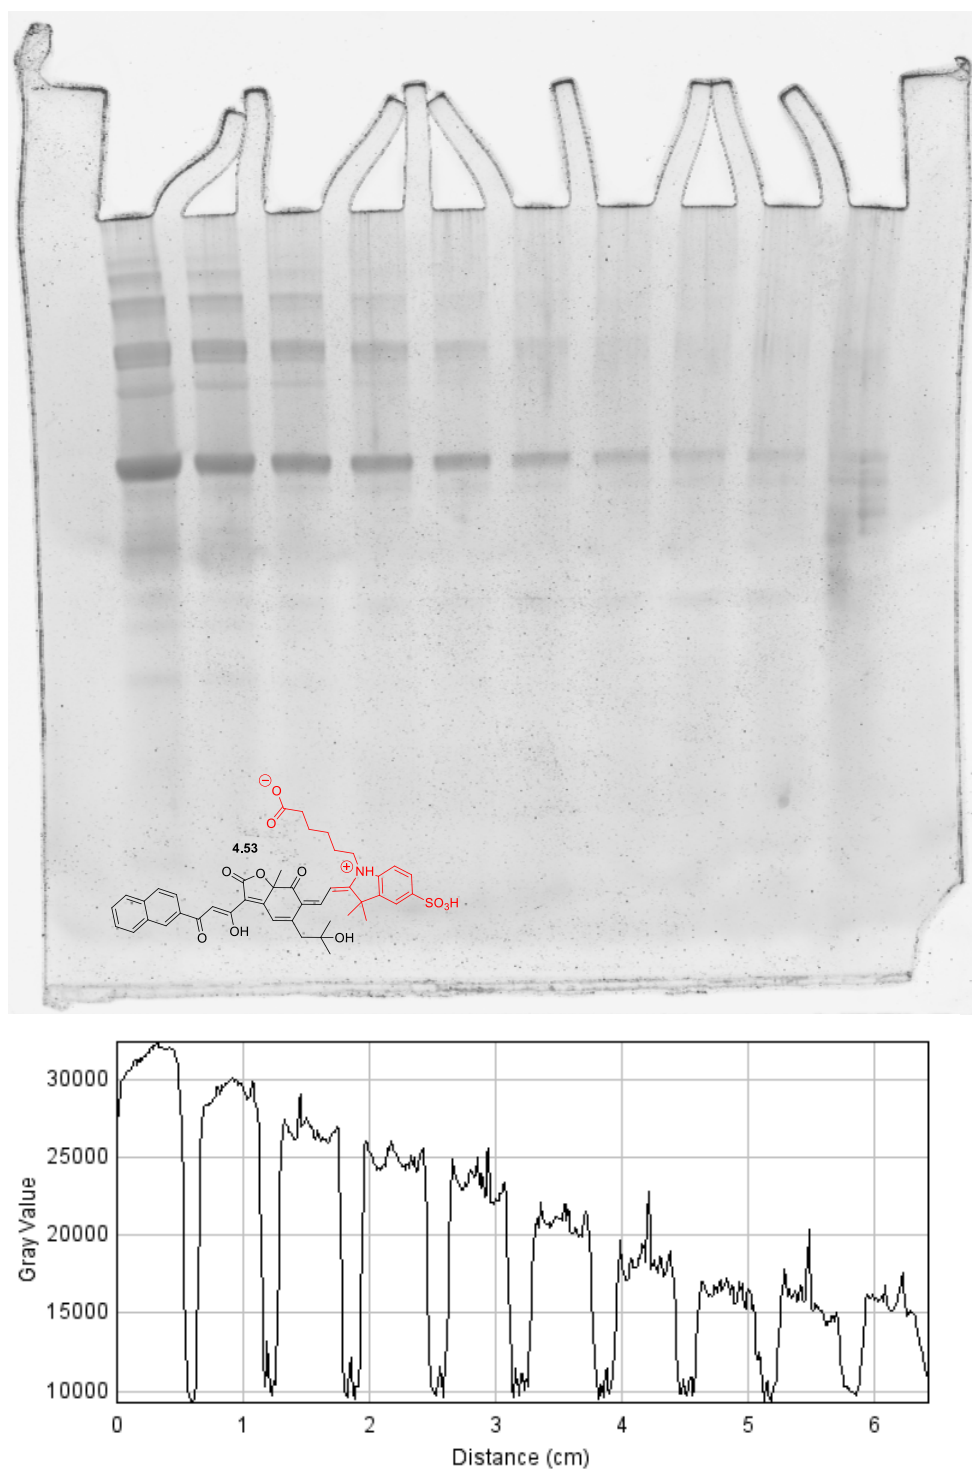 ⊖
O
O
4.53
O
O
O
⊕
NH
SO₃H
O
OH
OH
30000
25000
20000
15000
10000
Gray Value
0 1 2 3 4 5 6
Distance (cm)